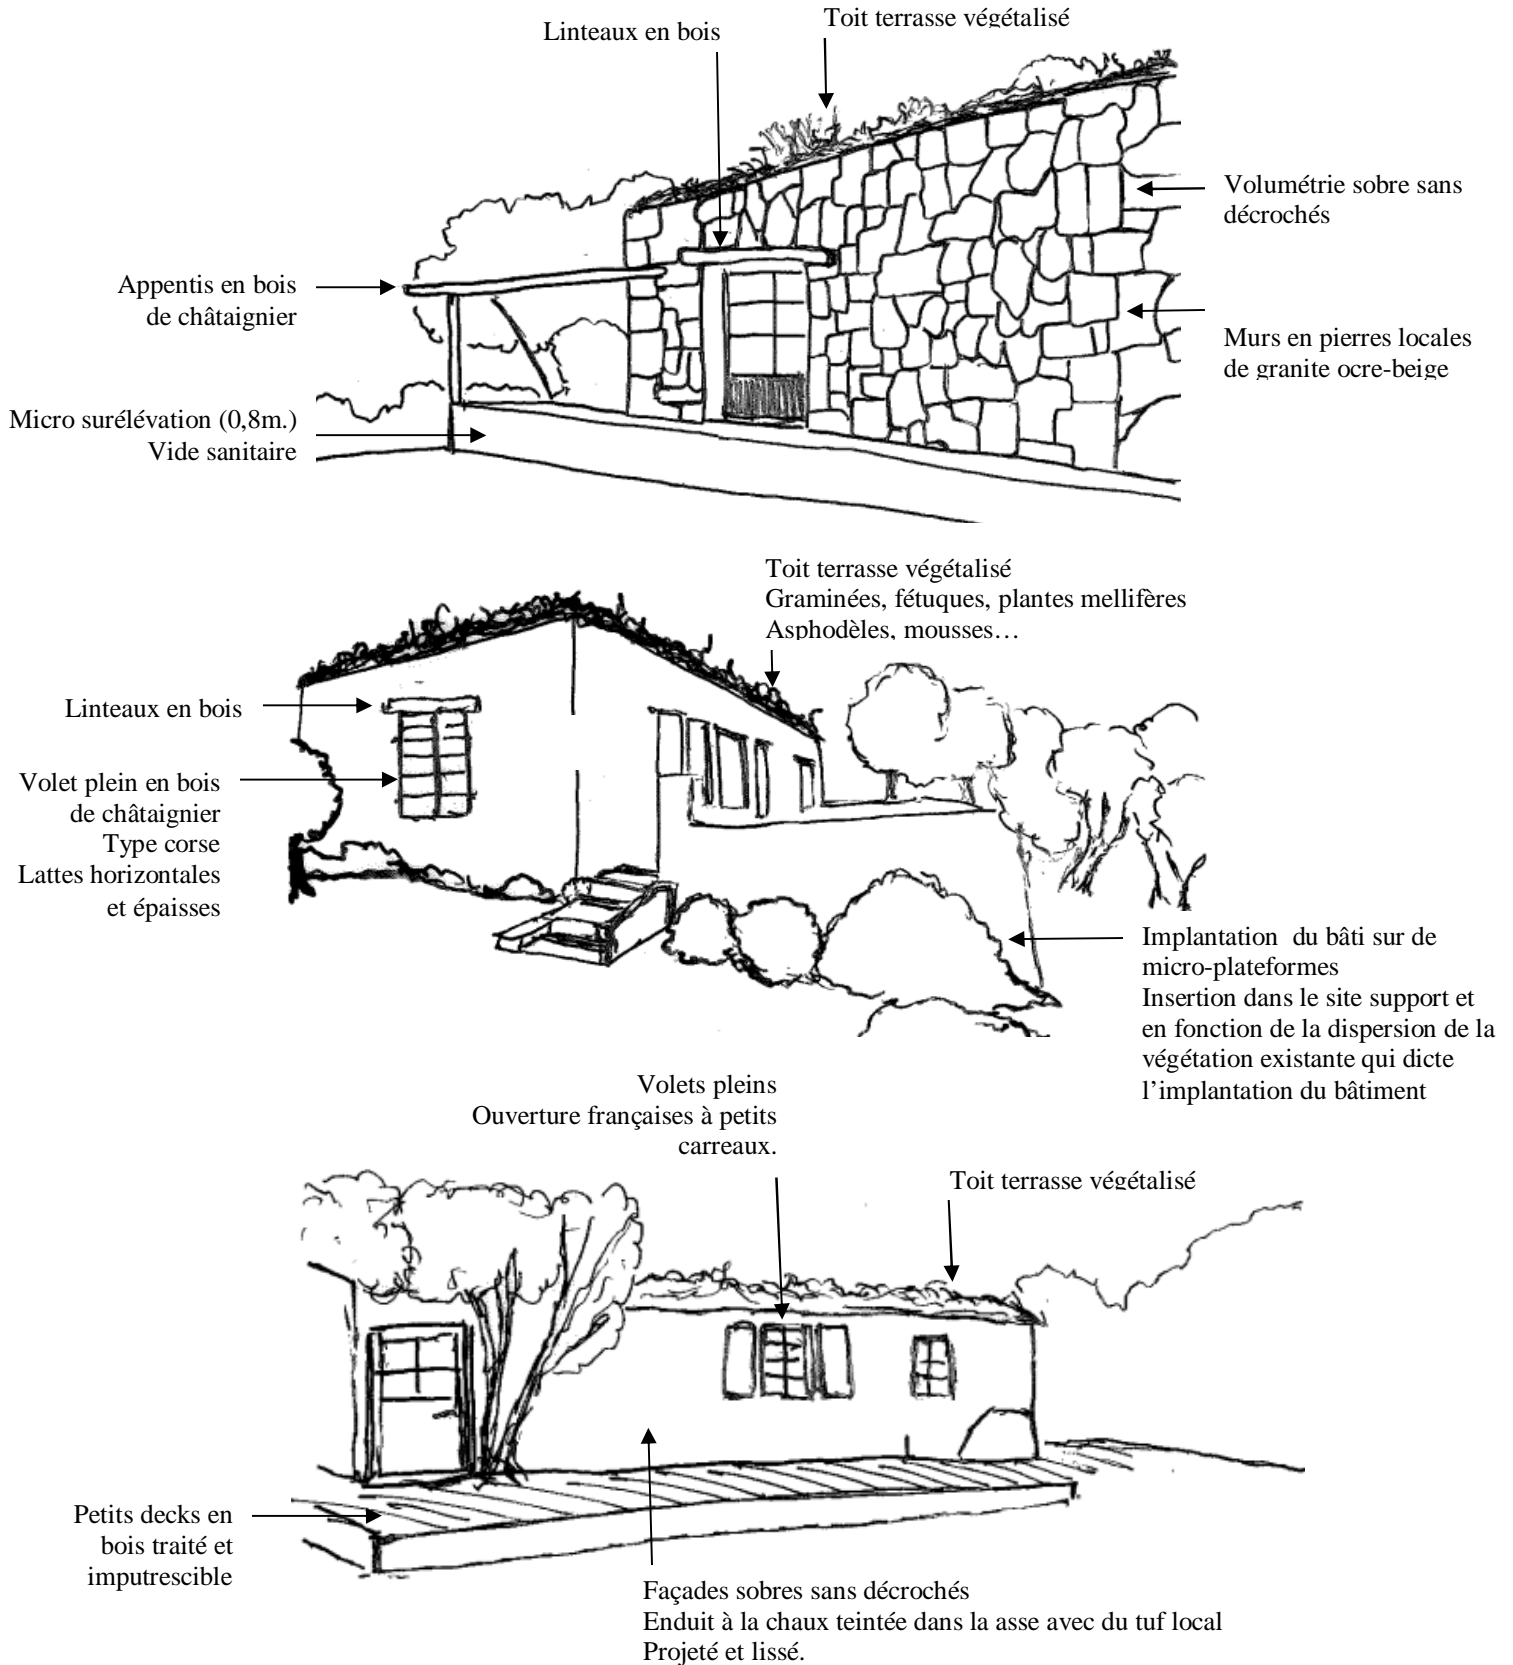 Linteaux en bois
Toit terrasse végétalisé
Volumétrie sobre sans
décrochés
Appentis en bois
de châtaignier
Murs en pierres locales
de granite ocre-beige
Micro surélévation (0,8m.)
Vide sanitaire
Toit terrasse végétalisé
Graminées, fétuques, plantes mellifères
Asphodèles, mousses…
Linteaux en bois
Volet plein en bois
de châtaignier
Type corse
Lattes horizontales
et épaisses
Implantation  du bâti sur de
micro-plateformes
Insertion dans le site support et
en fonction de la dispersion de la
végétation existante qui dicte
l’implantation du bâtiment
Volets pleins
Ouverture françaises à petits
carreaux.
Toit terrasse végétalisé
Petits decks en
bois traité et
imputrescible
Façades sobres sans décrochés
Enduit à la chaux teintée dans la asse avec du tuf local
Projeté et lissé.